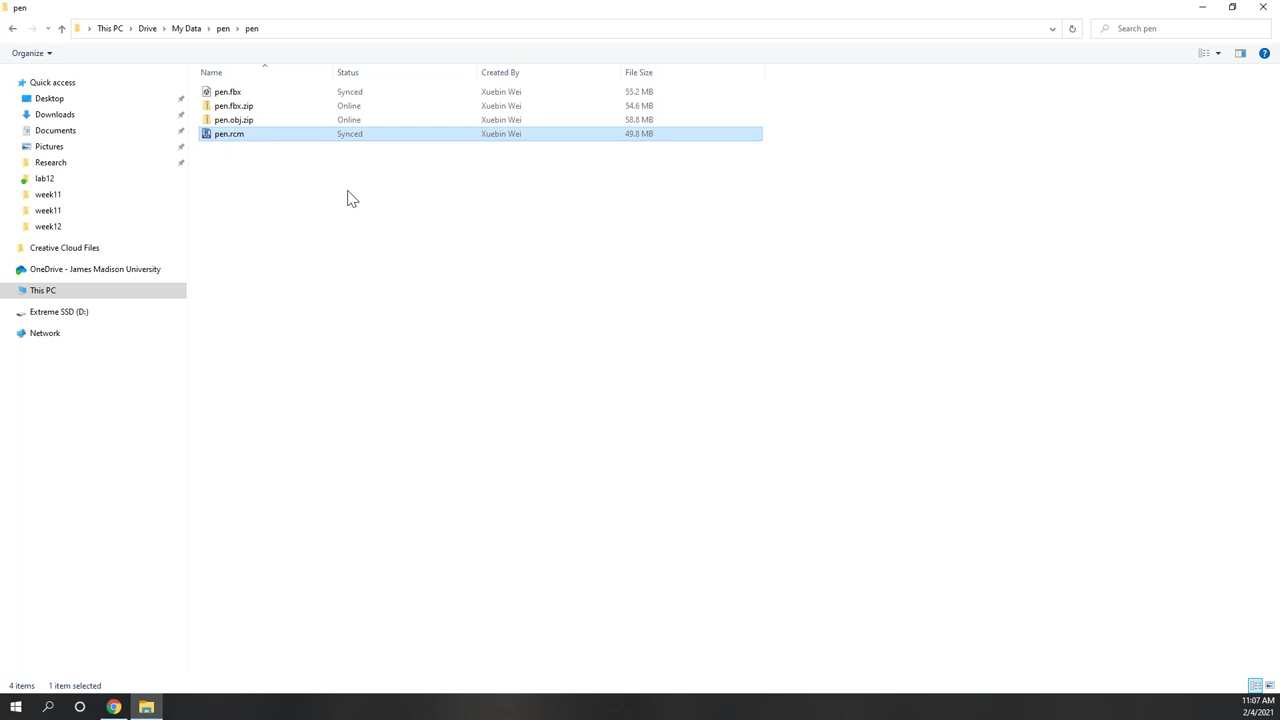 pen
This PC > Drive > My Data > pen > pen
Search pen
Organize
Name Status Created By File Size
pen.fbx Synced Xuebin Wei 55.2 MB
pen.fbx.zip Online Xuebin Wei 54.6 MB
pen.obj.zip Online Xuebin Wei 58.8 MB
pen.rcm Synced Xuebin Wei 49.8 MB
Quick access
Desktop
Downloads
Documents
Pictures
Research
lab12
week11
week11
week12
Creative Cloud Files
OneDrive - James Madison University
This PC
Extreme SSD (D:)
Network
4 items 1 item selected
11:07 AM
2/4/2021